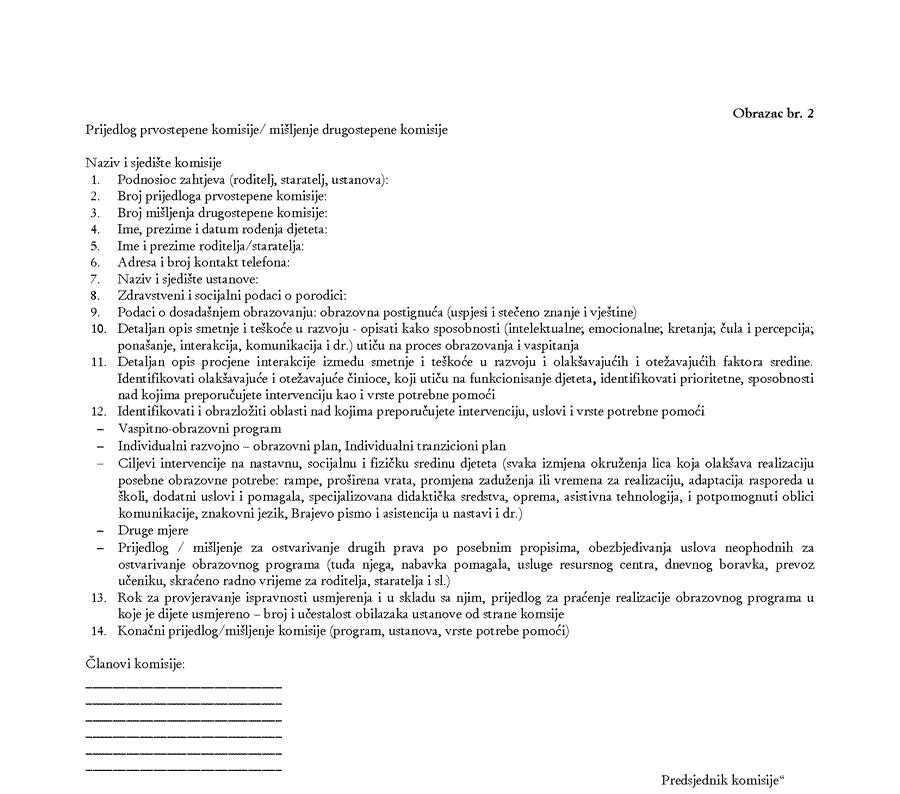 Obrazac br. 2
Prijedlog prvostepene komisije/ mišljenje drugostepene komisije
Naziv i sjedište komisije
1. Podnosioc zahtjeva (roditelj, staratelj, ustanova):
2. Broj prijedloga prvostepene komisije:
3. Broj mišljenja drugostepene komisije:
4. Ime, prezime i datum rođenja djeteta:
5. Ime i prezime roditelja/staratelja:
6. Adresa i broj kontakt telefona:
7. Naziv i sjedište ustanove:
8. Zdravstveni i socijalni podaci o porodici:
9. Podaci o dosadašnjem obrazovanju: obrazovna postignuća (uspjesi i stečeno znanje i vještine)
10. Detaljan opis smetnje i teškoće u razvoju - opisati kako sposobnosti (intelektualne; emocionalne; kretanja; čula i percepcija;
ponašanje, interakcija, komunikacija i dr.) utiču na proces obrazovanja i vaspitanja
11. Detaljan opis procjene interakcije između smetnje i teškoće u razvoju i olakšavajućih i otežavajućih faktora sredine.
Identifikovati olakšavajuće i otežavajuće činioce, koji utiču na funkcionisanje djeteta, identifikovati prioritetne, sposobnosti
nad kojima preporučujete intervenciju kao i vrste potrebne pomoći
12. Identifikovati i obrazložiti oblasti nad kojima preporučujete intervenciju, uslovi i vrste potrebne pomoći
– Vaspitno-obrazovni program
– Individualni razvojno – obrazovni plan, Individualni tranzicioni plan
– Ciljevi intervencije na nastavnu, socijalnu i fizičku sredinu djeteta (svaka izmjena okruženja lica koja olakšava realizaciju
posebne obrazovne potrebe: rampe, proširena vrata, promjena zaduženja ili vremena za realizaciju, adaptacija rasporeda u
školi, dodatni uslovi i pomagala, specijalizovana didaktička sredstva, oprema, asistivna tehnologija, i potpomognuti oblici
komunikacije, znakovni jezik, Brajevo pismo i asistencija u nastavi i dr.)
– Druge mjere
– Prijedlog / mišljenje za ostvarivanje drugih prava po posebnim propisima, obezbjeđivanja uslova neophodnih za
ostvarivanje obrazovnog programa (tuđa njega, nabavka pomagala, usluge resursnog centra, dnevnog boravka, prevoz
učeniku, skraćeno radno vrijeme za roditelja, staratelja i sl.)
13. Rok za provjeravanje ispravnosti usmjerenja i u skladu sa njim, prijedlog za praćenje realizacije obrazovnog programa u
koje je dijete usmjereno – broj i učestalost obilazaka ustanove od strane komsije
14. Konačni prijedlog/mišljenje komisije (program, ustanova, vrste potrebe pomoći)
Članovi komisije:
Predsjednik komisije“